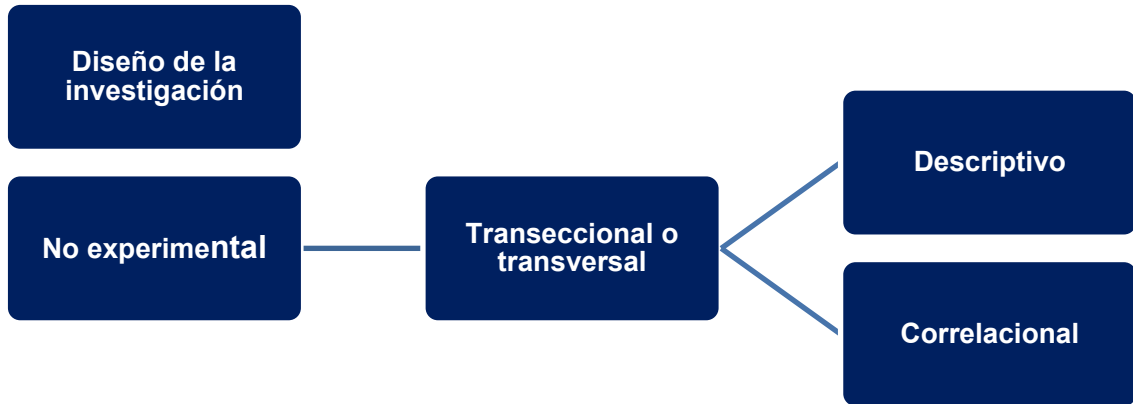 Diseño de la
investigación
No experimental
Transeccional o
transversal
Descriptivo
Correlacional